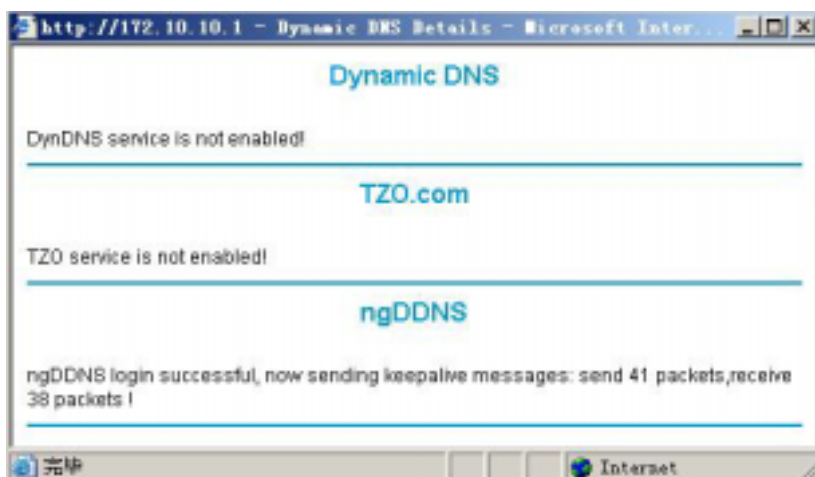 http://172.10.10.1 - Dynamic DNS Details - Microsoft Inter...
Dynamic DNS
DynDNS service is not enabled!
TZO.com
TZO service is not enabled!
ngDDNS
ngDDNS login successful, now sending keepalive messages: send 41 packets,receive
38 packets !
完毕
Internet